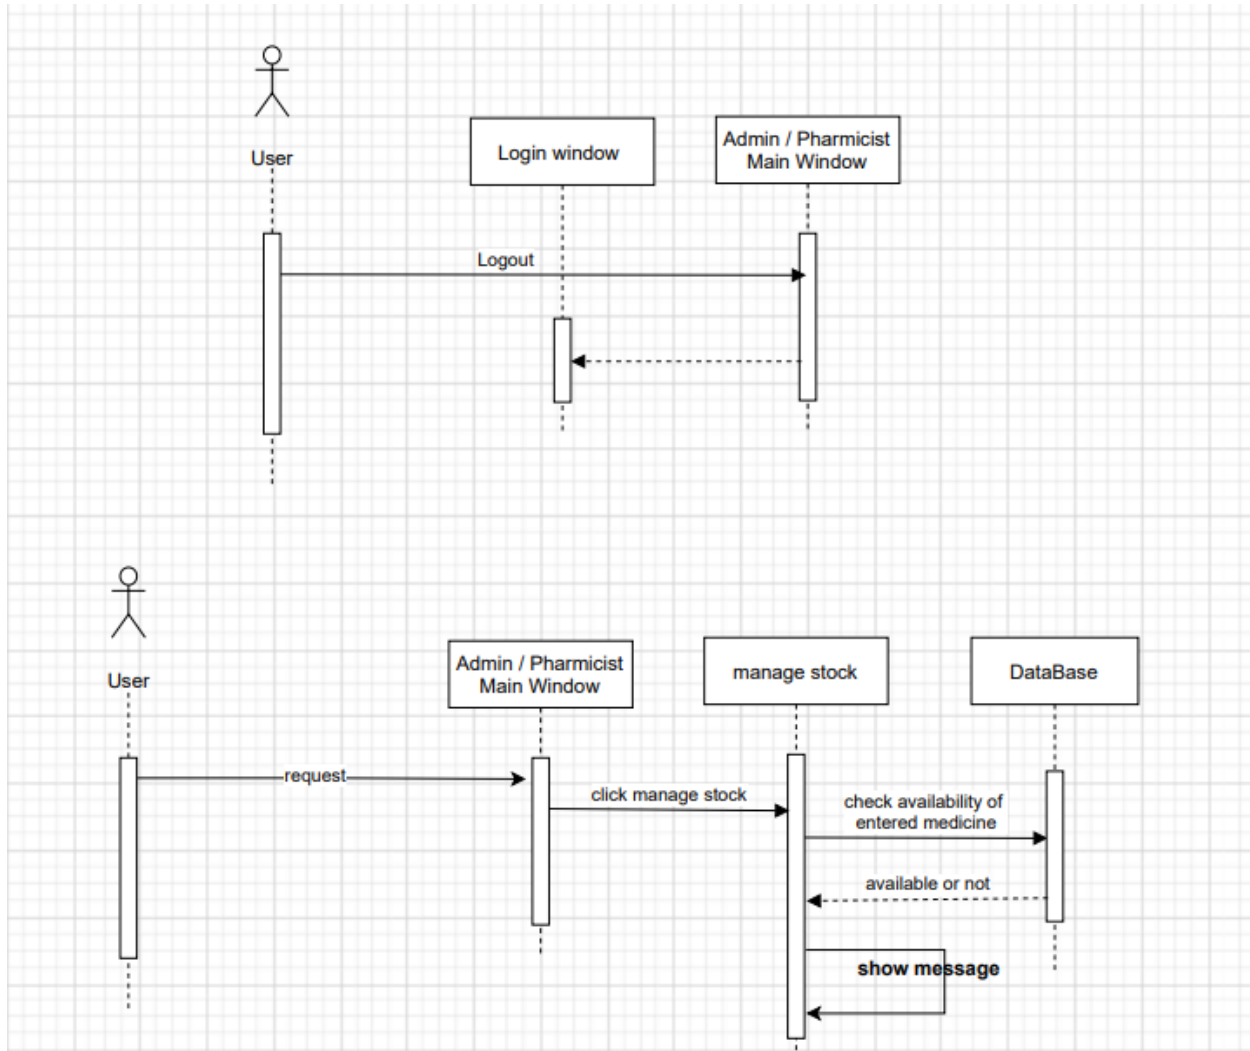 User
Login window
Admin / Pharmicist
Main Window
Logout
User
Admin / Pharmicist
Main Window
manage stock
DataBase
request
click manage stock
check availability of
entered medicine
available or not
show message